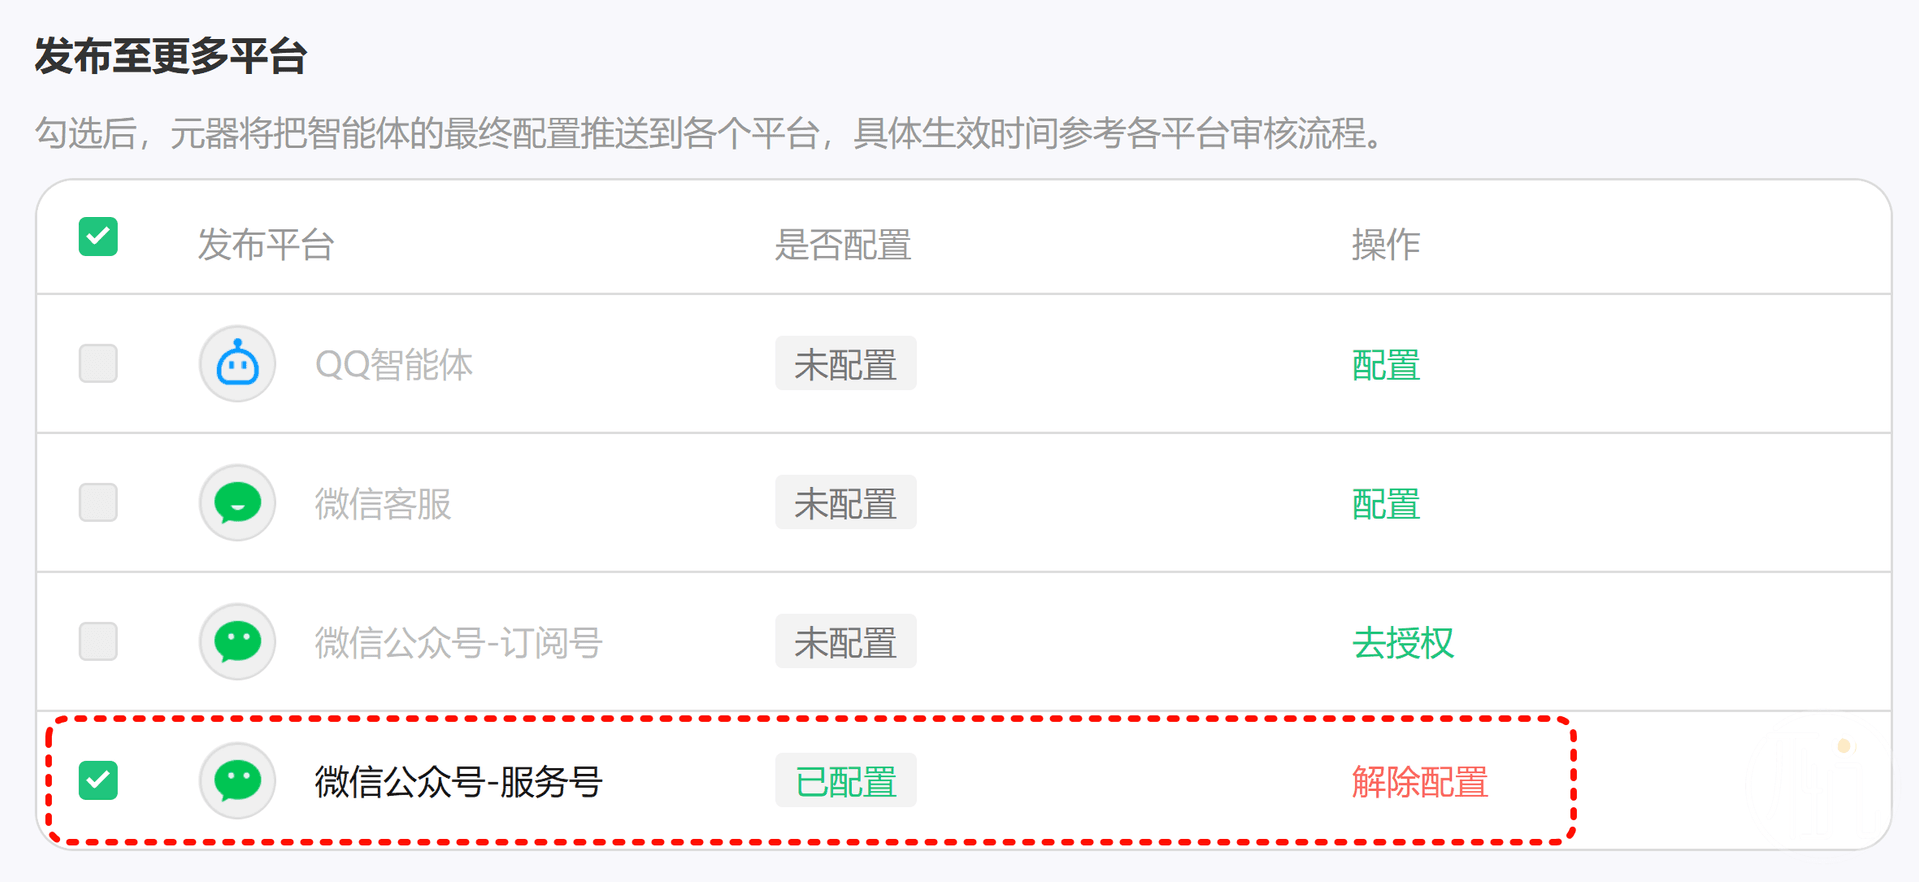 发布至更多平台
勾选后，元器将把智能体的最终配置推送到各个平台，具体生效时间参考各平台审核流程。
发布平台 是否配置 操作
QQ智能体 未配置 配置
微信客服 未配置 配置
微信公众号-订阅号 未配置 去授权
微信公众号-服务号 已配置 解除配置